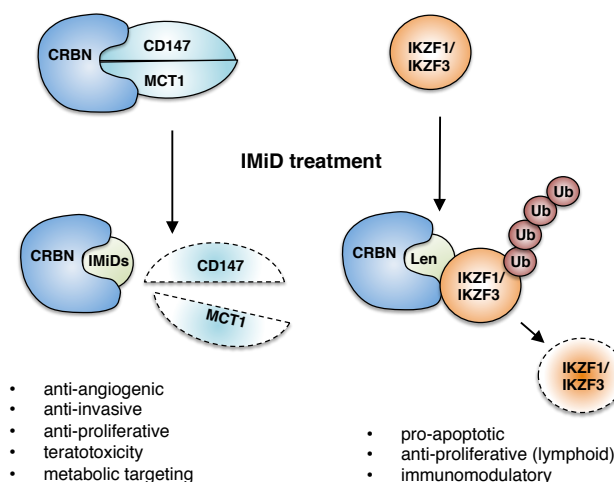 CRBN
CD147
MCT1
IKZF1/
IKZF3
IMiD treatment
CRBN
IMiDs
CD147
MCT1
CRBN
Len
IKZF1/
IKZF3
Ub
Ub
Ub
Ub
IKZF1/
IKZF3
• anti-angiogenic
• anti-invasive
• anti-proliferative
• teratotoxicity
• metabolic targeting
• pro-apoptotic
• anti-proliferative (lymphoid)
• immunomodulatory